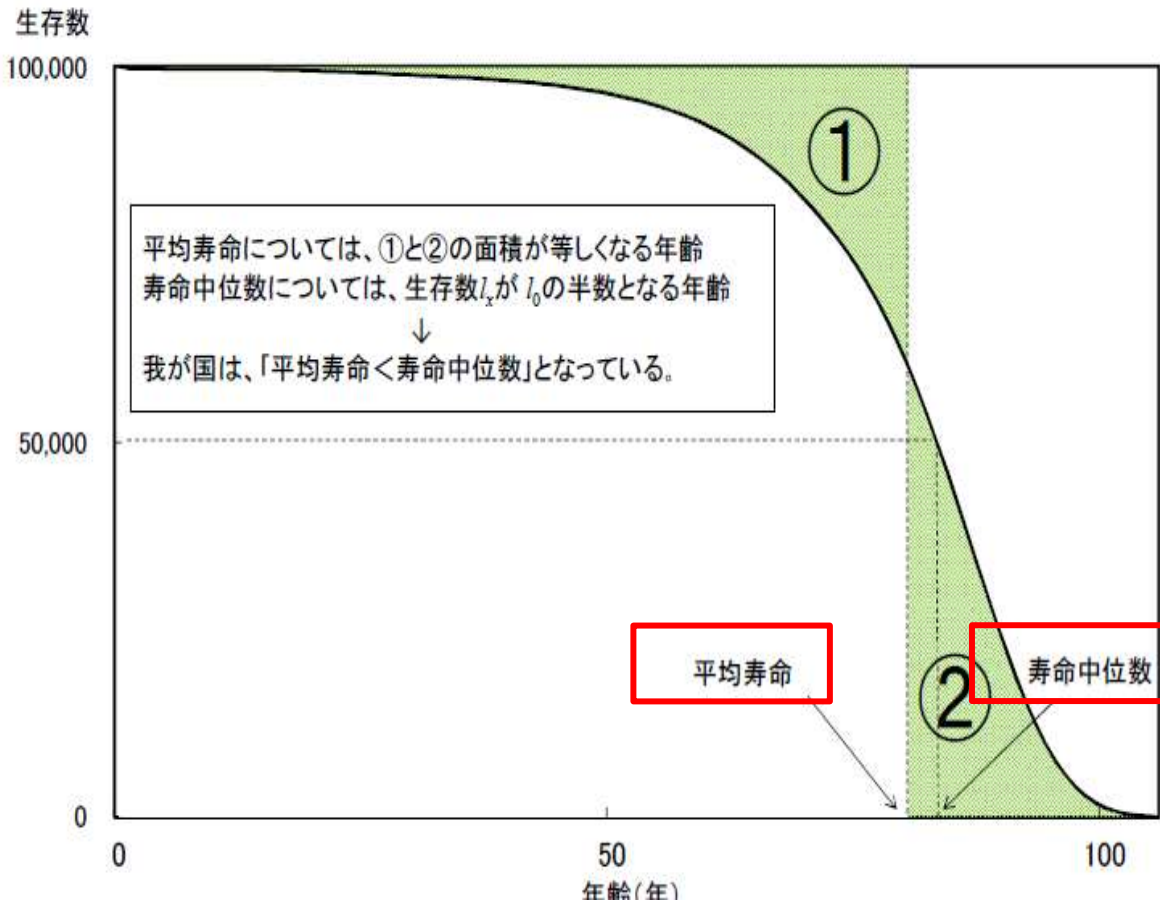 生存数
100,000
①
平均寿命については、①と②の面積が等しくなる年齢
寿命中位数については、生存数lₓが l₀の半数となる年齢
↓
我が国は、「平均寿命＜寿命中位数」となっている。
50,000
平均寿命
②
寿命中位数
0
0
50
100
年齢(年)